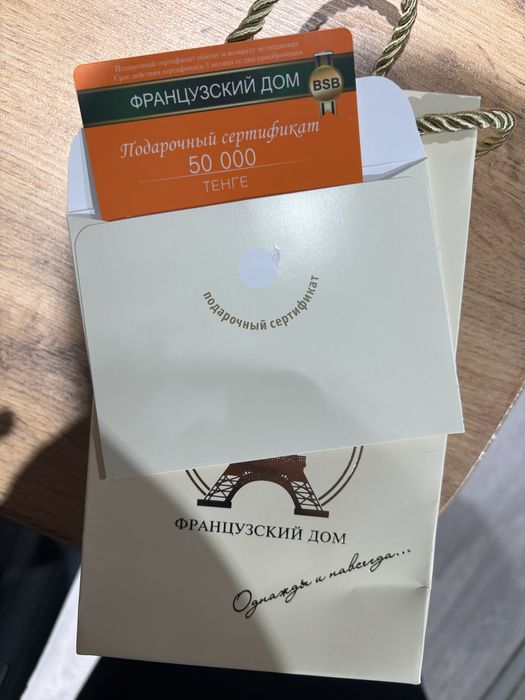 Подарочный сертификат обмену и возврату не подлежит
Срок действия сертификата 3 месяца со дня приобретения
ФРАНЦУЗСКИЙ ДОМ
BSB
Подарочный сертификат
50 000
ТЕНГЕ
подарочный сертификат
ФРАНЦУЗСКИЙ ДОМ
Однажды и навсегда...